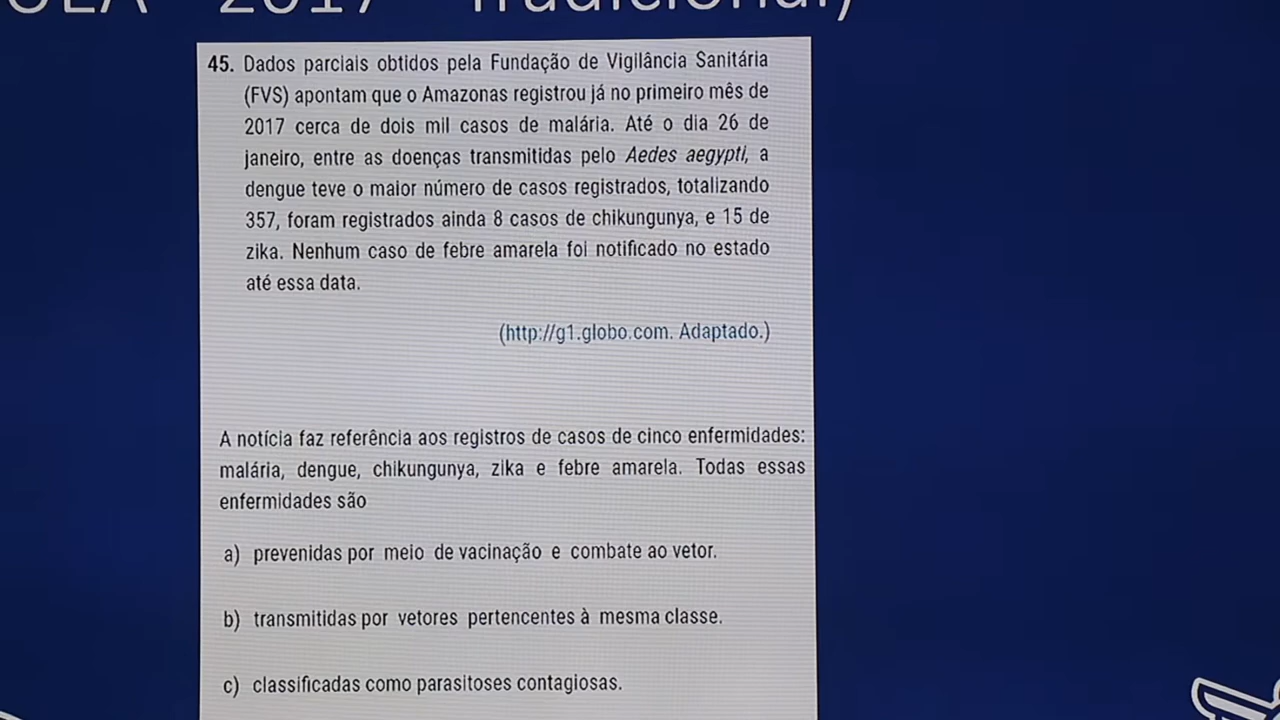 2017 Tradicional)
45. Dados parciais obtidos pela Fundação de Vigilância Sanitária
(FVS) apontam que o Amazonas registrou já no primeiro mês de
2017 cerca de dois mil casos de malária. Até o dia 26 de
janeiro, entre as doenças transmitidas pelo Aedes aegypti, a
dengue teve o maior número de casos registrados, totalizando
357, foram registrados ainda 8 casos de chikungunya, e 15 de
zika. Nenhum caso de febre amarela foi notificado no estado
até essa data.
(http://g1.globo.com. Adaptado.)
A notícia faz referência aos registros de casos de cinco enfermidades:
malária, dengue, chikungunya, zika e febre amarela. Todas essas
enfermidades são
a) prevenidas por meio de vacinação e combate ao vetor.
b) transmitidas por vetores pertencentes à mesma classe.
c) classificadas como parasitoses contagiosas.